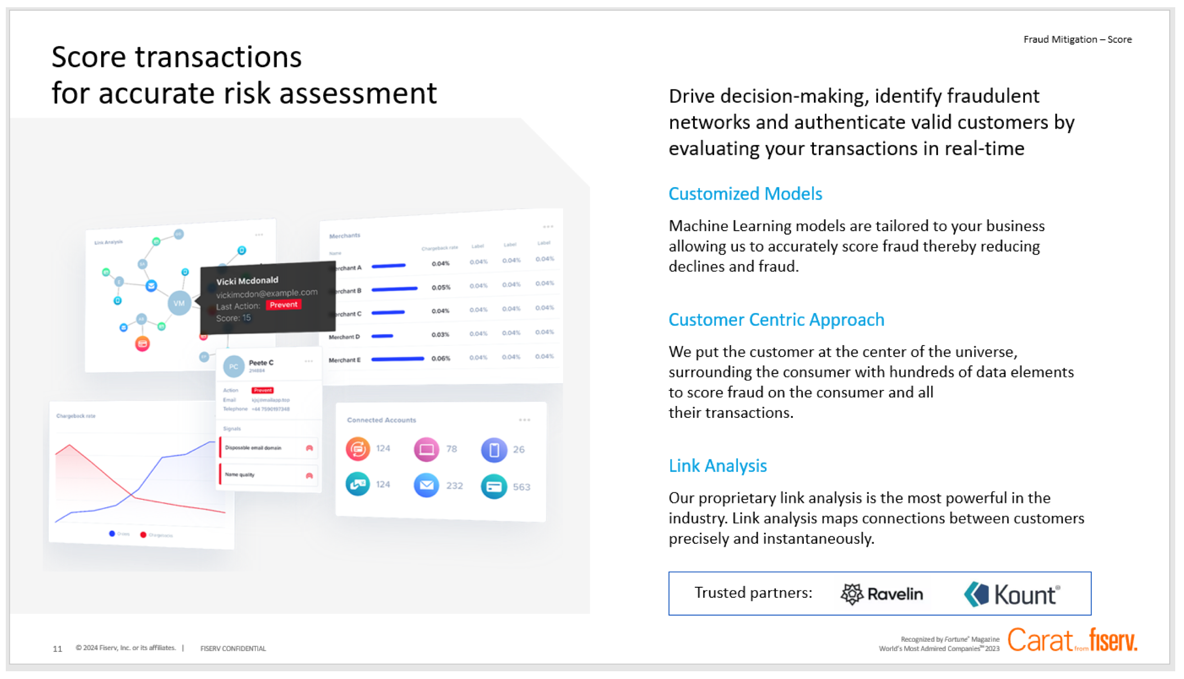 Score transactions
for accurate risk assessment
Fraud Mitigation – Score
Drive decision-making, identify fraudulent
networks and authenticate valid customers by
evaluating your transactions in real-time
Customized Models
Machine Learning models are tailored to your business
allowing us to accurately score fraud thereby reducing
declines and fraud.
Customer Centric Approach
We put the customer at the center of the universe,
surrounding the consumer with hundreds of data elements
to score fraud on the consumer and all
their transactions.
Link Analysis
Our proprietary link analysis is the most powerful in the
industry. Link analysis maps connections between customers
precisely and instantaneously.
Trusted partners: Ravelin Kount®
Link Analysis
VM
Vicki Mcdonald
vickimcdon@example.com
Last Action: Prevent
Score: 15
Merchants
Chargeback rate Label Label Label
Merchant A 0.04% 0.04% 0.04% 0.04%
Merchant B 0.05% 0.04% 0.04% 0.04%
Merchant C 0.04% 0.04% 0.04% 0.04%
Merchant D 0.03% 0.04% 0.04% 0.04%
Merchant E 0.06% 0.04% 0.04% 0.04%
PC Peete C
Action Prevent
Email
Telephone
Signals
Disposable email domain
Name quality
Chargeback rate
Connected Accounts
124 78 26
124 232 563
11 © 2024 Fiserv, Inc. or its affiliates. | FISERV CONFIDENTIAL
Recognized by Fortune® Magazine
World's Most Admired Companies™ 2023
Carat from fiserv.